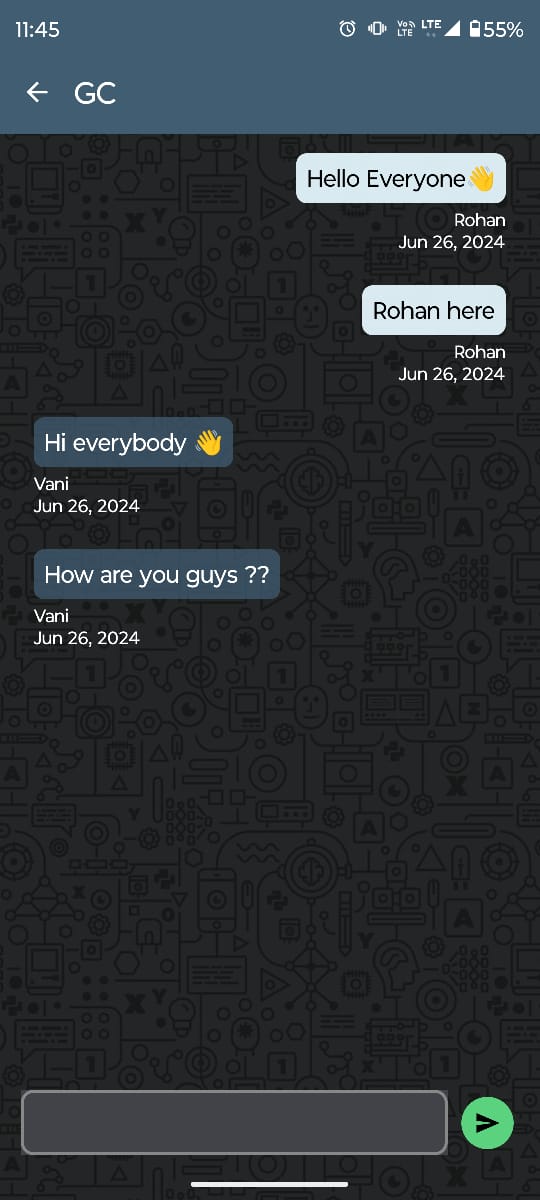 11:45
Vo LTE LTE 55%
GC
Hello Everyone👋
Rohan
Jun 26, 2024
Rohan here
Rohan
Jun 26, 2024
Hi everybody 👋
Vani
Jun 26, 2024
How are you guys ??
Vani
Jun 26, 2024